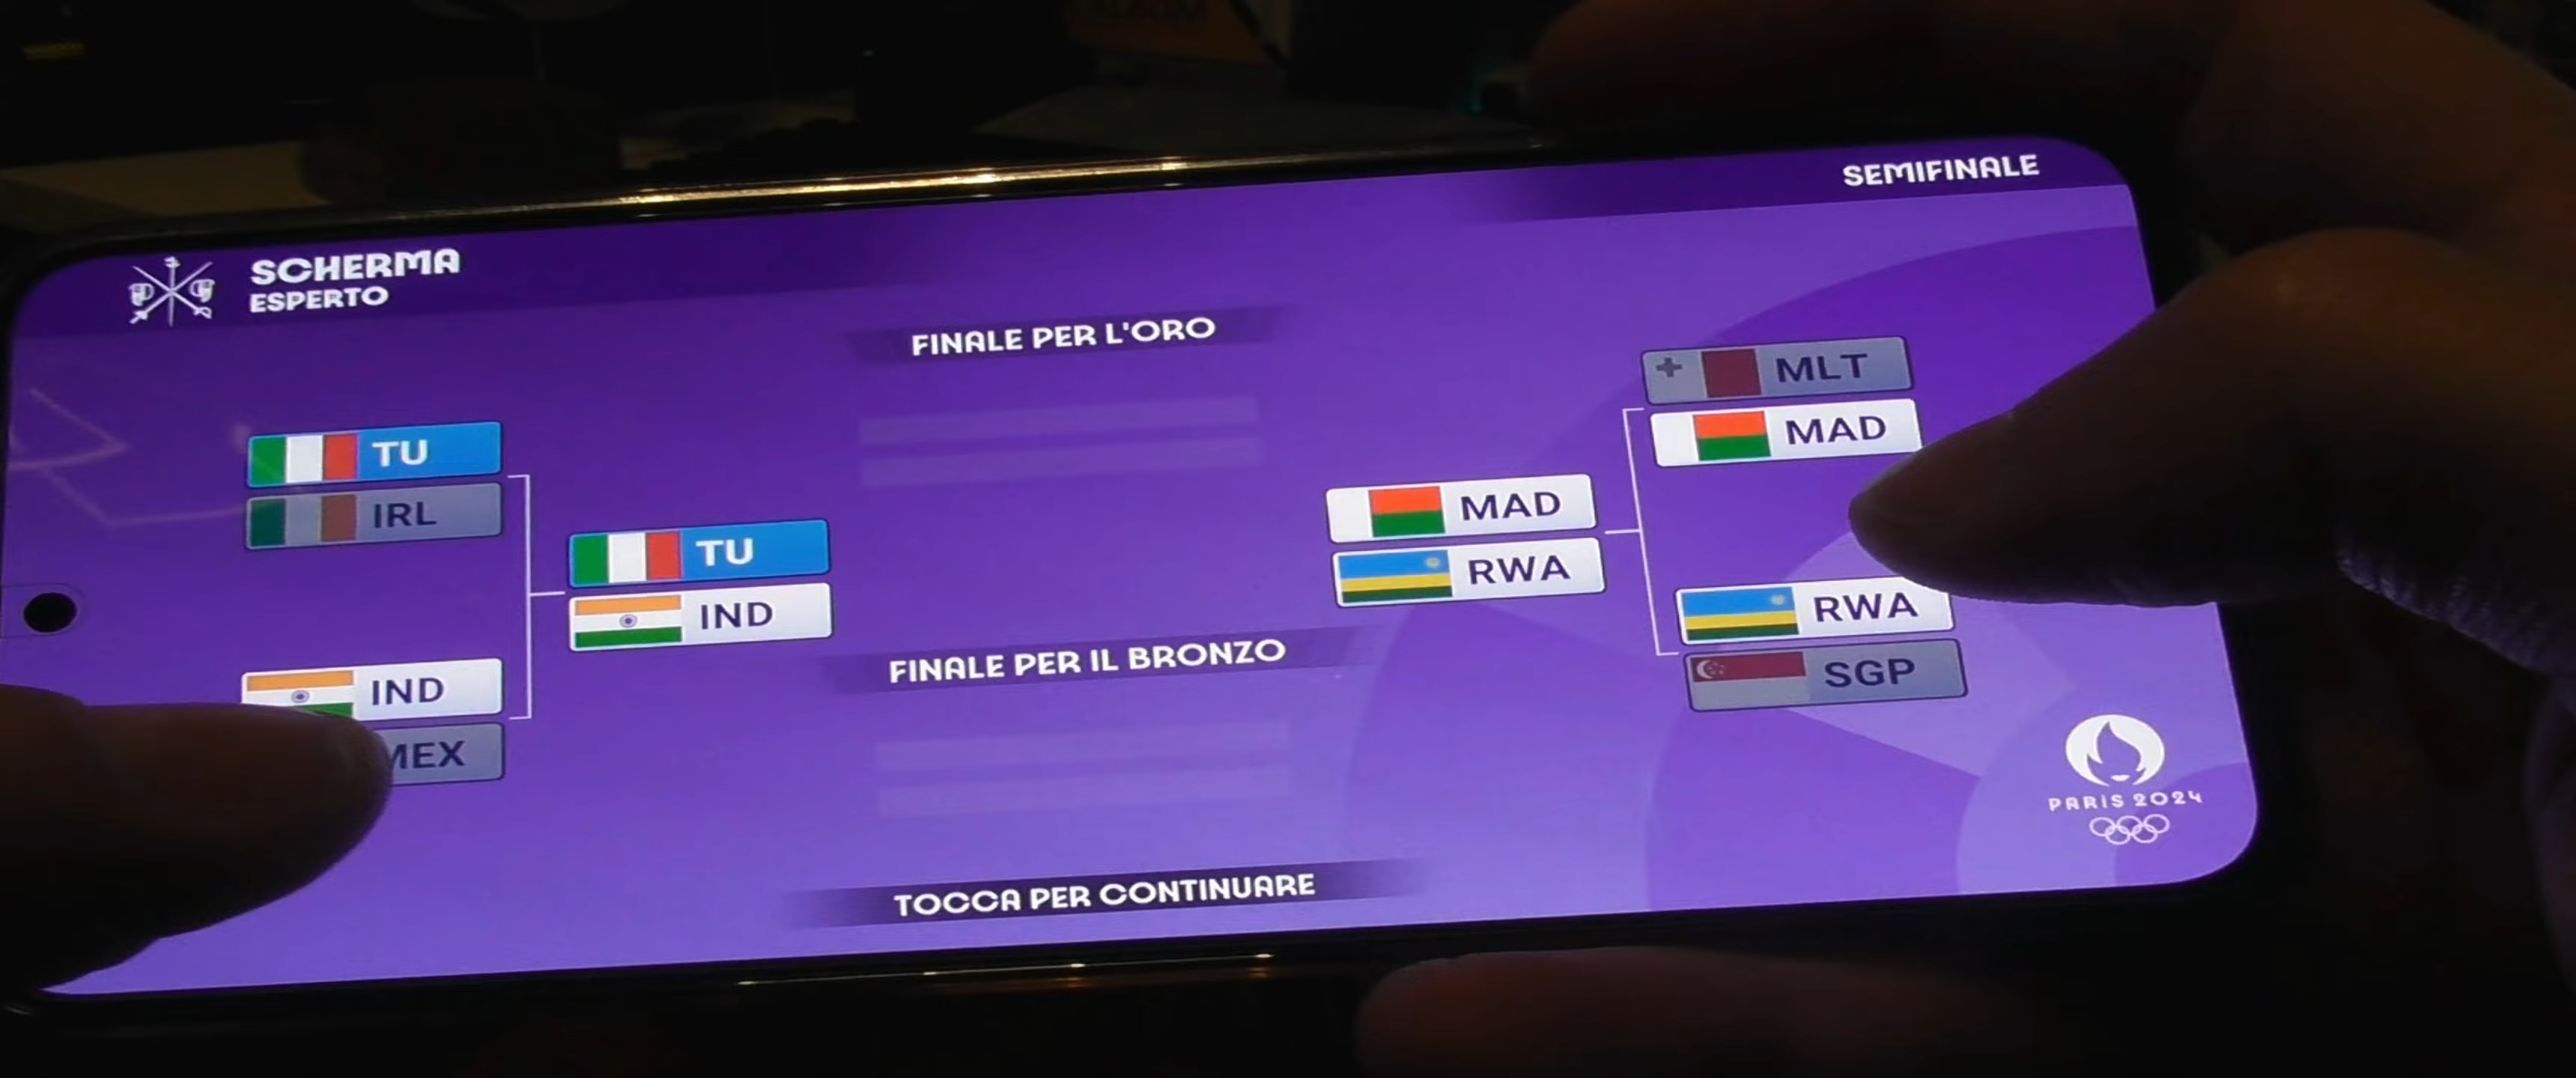 SEMIFINALE
SCHERMA
ESPERTO
FINALE PER L'ORO
TU
IRL
IND
MEX
TU
IND
MAD
RWA
MLT
MAD
RWA
SGP
FINALE PER IL BRONZO
PARIS 2024
TOCCA PER CONTINUARE